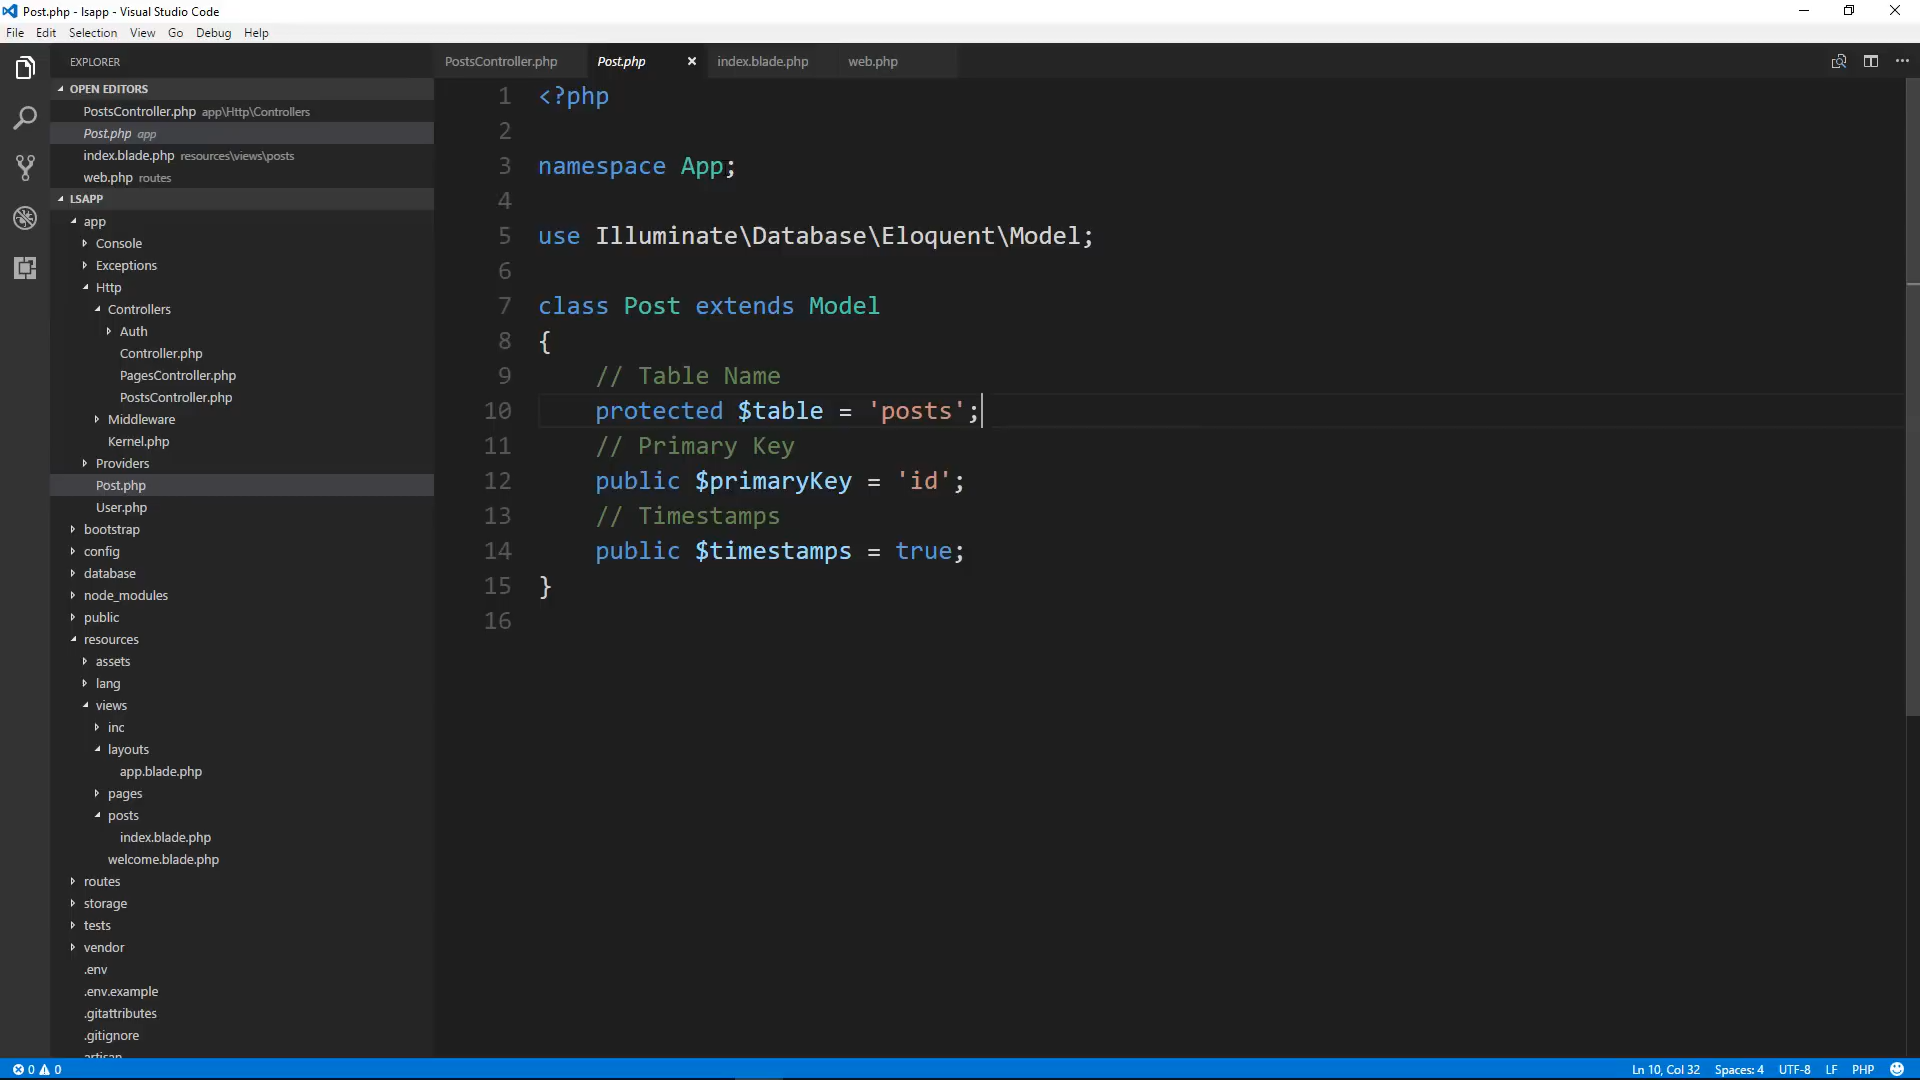 Post.php - lsapp - Visual Studio Code
File Edit Selection View Go Debug Help
EXPLORER
OPEN EDITORS
PostsController.php app\Http\Controllers
Post.php app
index.blade.php resources\views\posts
web.php routes
LSAPP
app
Console
Exceptions
Http
Controllers
Auth
Controller.php
PagesController.php
PostsController.php
Middleware
Kernel.php
Providers
Post.php
User.php
bootstrap
config
database
node_modules
public
resources
assets
lang
views
inc
layouts
app.blade.php
pages
posts
index.blade.php
welcome.blade.php
routes
storage
tests
vendor
.env
.env.example
.gitattributes
.gitignore
artisan
PostsController.php Post.php index.blade.php web.php
1 <?php
2
3 namespace App;
4
5 use Illuminate\Database\Eloquent\Model;
6
7 class Post extends Model
8 {
9 // Table Name
10 protected $table = 'posts';
11 // Primary Key
12 public $primaryKey = 'id';
13 // Timestamps
14 public $timestamps = true;
15 }
16
0 0 Ln 10, Col 32 Spaces: 4 UTF-8 LF PHP